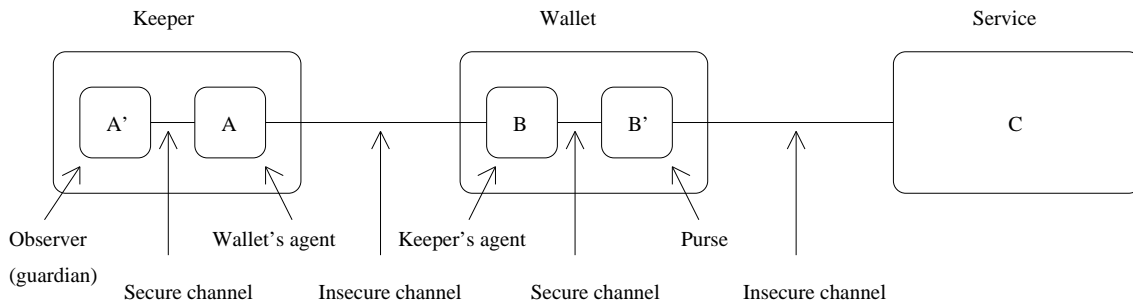 Keeper
Wallet
Service
A'
A
B
B'
C
Observer
(guardian)
Wallet's agent
Keeper's agent
Purse
Secure channel
Insecure channel
Secure channel
Insecure channel